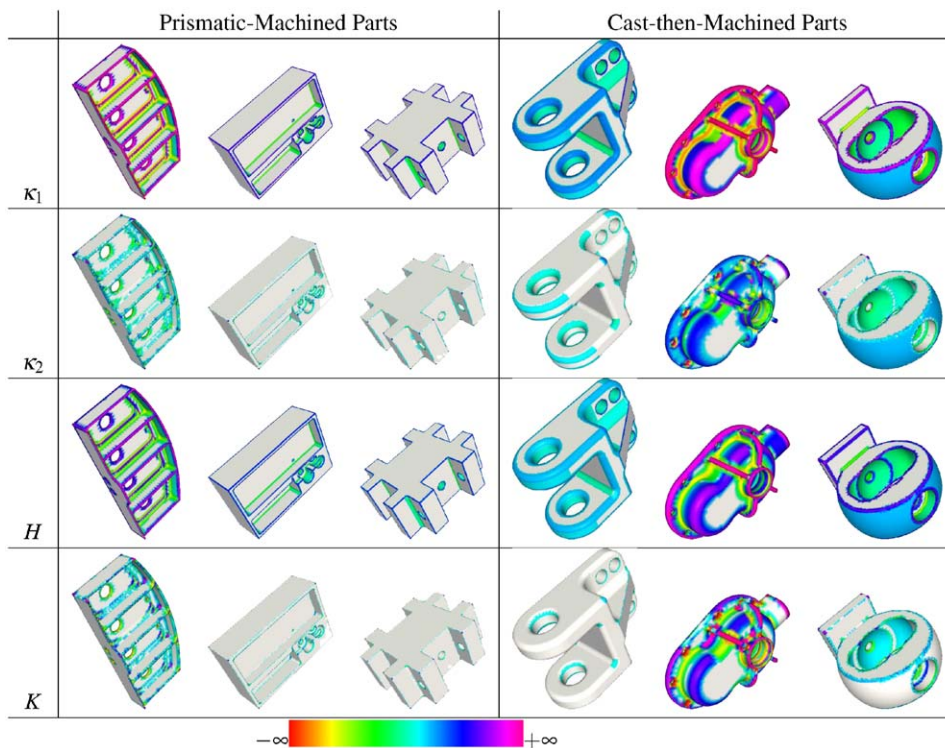 Prismatic-Machined Parts Cast-then-Machined Parts
κ₁
κ₂
H
K
−∞ +∞